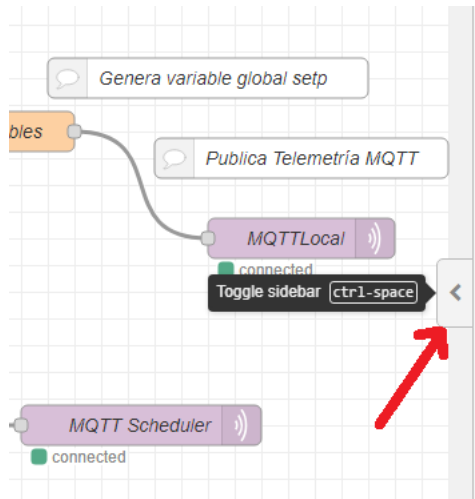 Genera variable global setp
bles
Publica Telemetría MQTT
MQTTLocal
connected
Toggle sidebar ctrl-space
MQTT Scheduler
connected